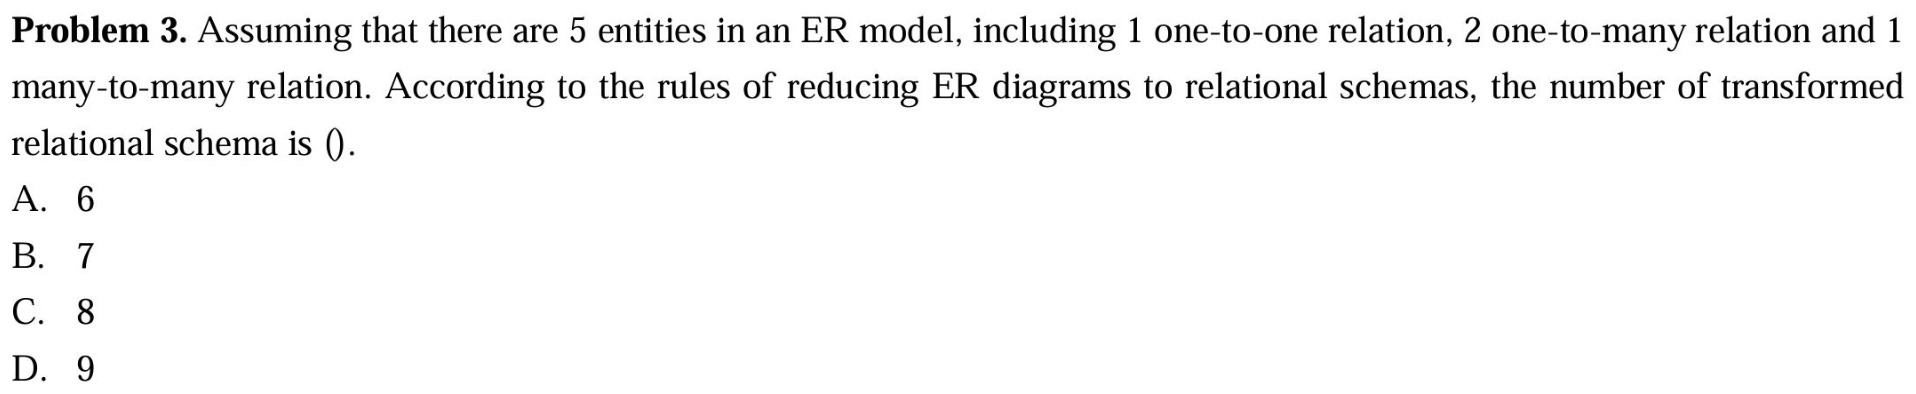 Problem 3. Assuming that there are 5 entities in an ER model, including 1 one-to-one relation, 2 one-to-many relation and 1
many-to-many relation. According to the rules of reducing ER diagrams to relational schemas, the number of transformed
relational schema is ().
A. 6
B. 7
C. 8
D. 9